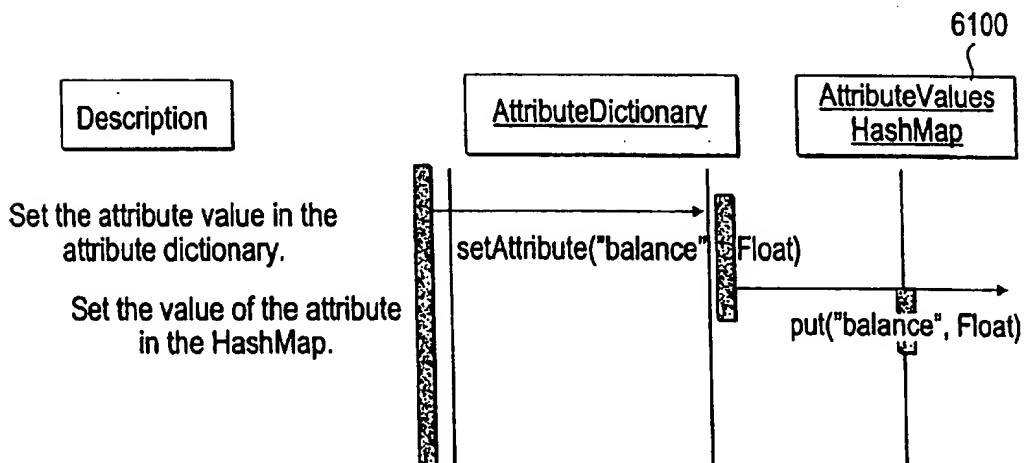 6100
Description
AttributeDictionary
AttributeValues
HashMap
Set the attribute value in the
attribute dictionary.
setAttribute("balance", Float)
Set the value of the attribute
in the HashMap.
put("balance", Float)